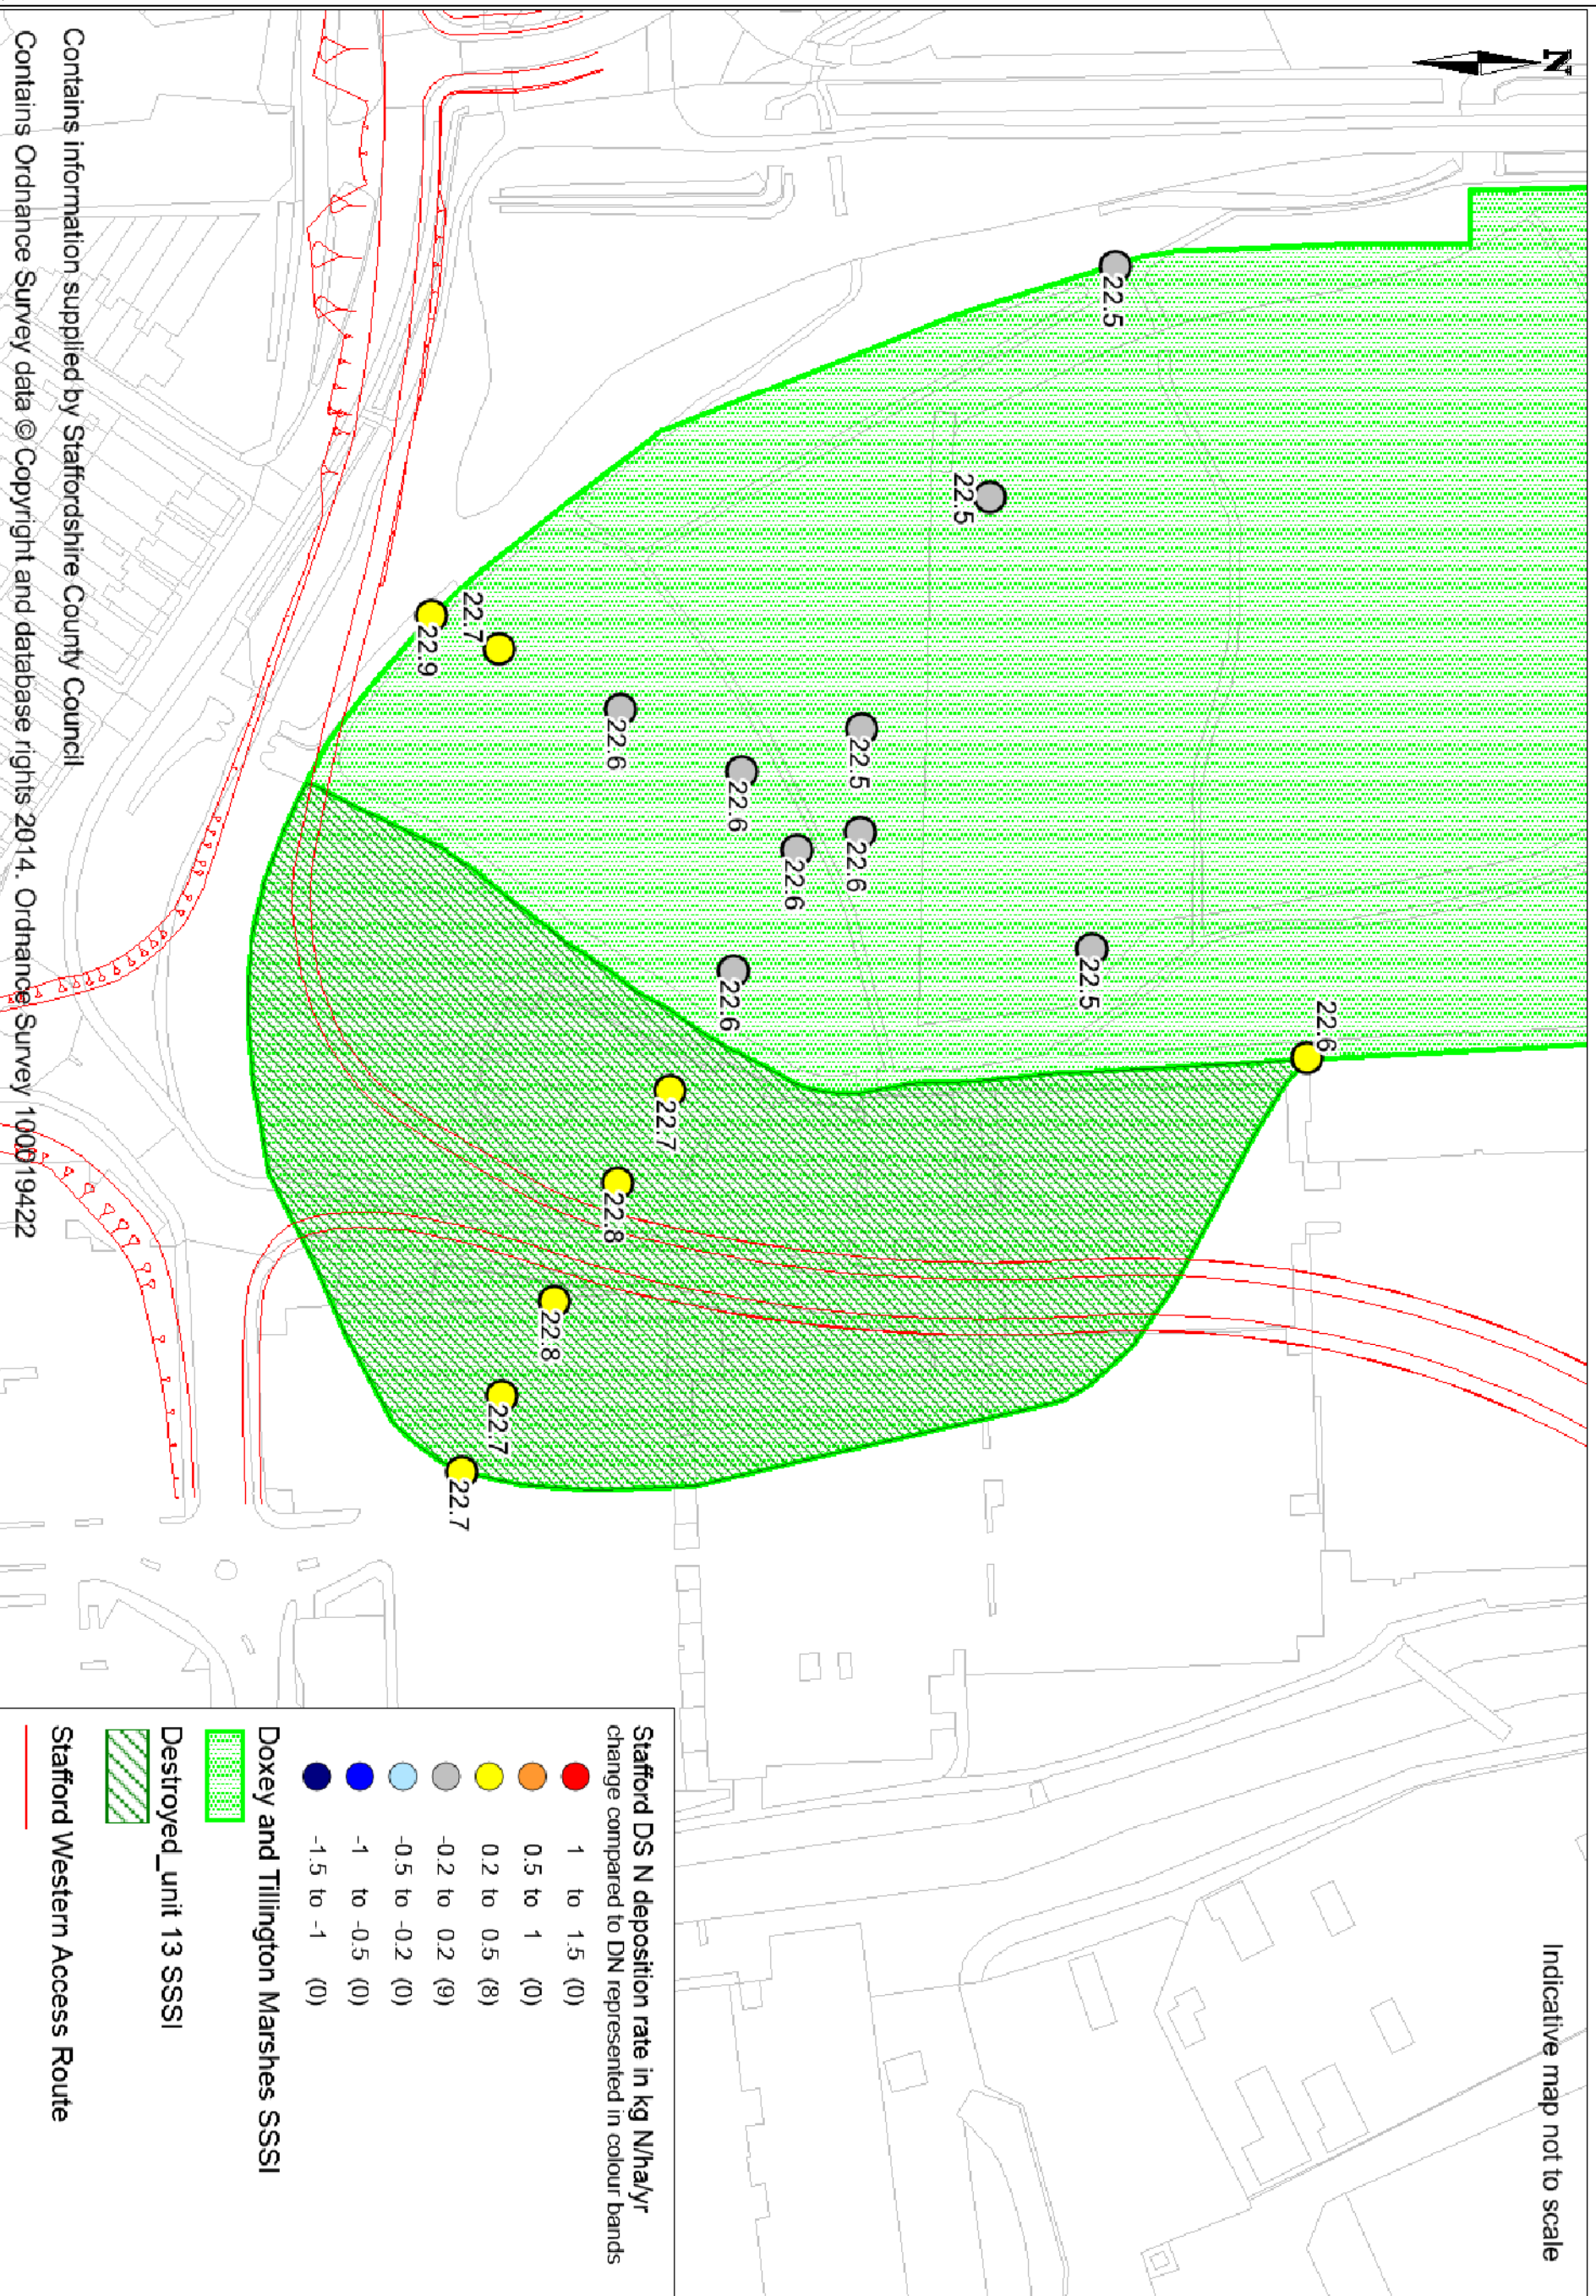 N
Indicative map not to scale
22.6
22.5
22.5
22.5
22.5
22.6
22.6
22.6
22.6
22.7
22.6
22.8
22.8
22.7
22.7
22.7
22.9
Stafford DS N deposition rate in kg N/ha/yr
change compared to DN represented in colour bands
1 to 1.5 (0)
0.5 to 1 (0)
0.2 to 0.5 (8)
-0.2 to 0.2 (9)
-0.5 to -0.2 (0)
-1 to -0.5 (0)
-1.5 to -1 (0)
Doxey and Tillington Marshes SSSI
Destroyed_unit 13 SSSI
Stafford Western Access Route
Contains information supplied by Staffordshire County Council
Contains Ordnance Survey data © Copyright and database rights 2014. Ordnance Survey 100019422